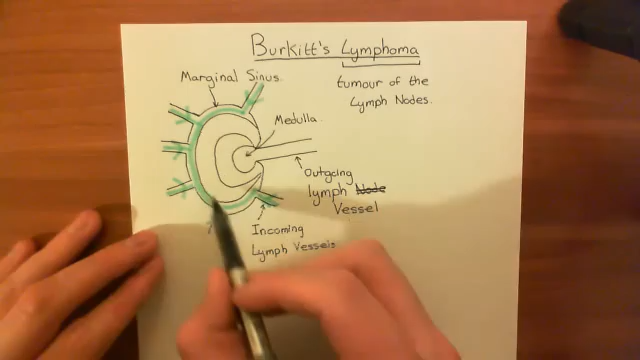 Burkitt's Lymphoma
Marginal Sinus.
tumour of the
Lymph Nodes.
Medulla.
Outgoing
lymph Node
Vessel
Incoming
Lymph Vessels